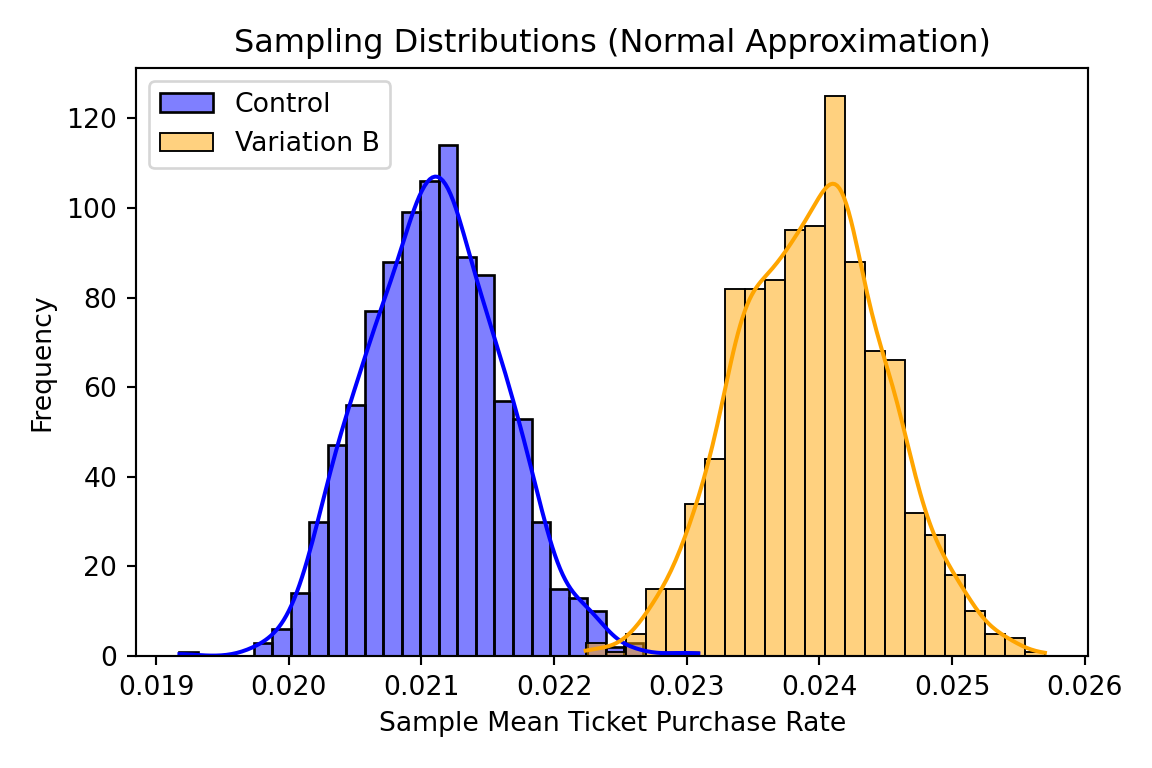 Sampling Distributions (Normal Approximation)
Control
Variation B
Frequency
120
100
80
60
40
20
0
0.019 0.020 0.021 0.022 0.023 0.024 0.025 0.026
Sample Mean Ticket Purchase Rate